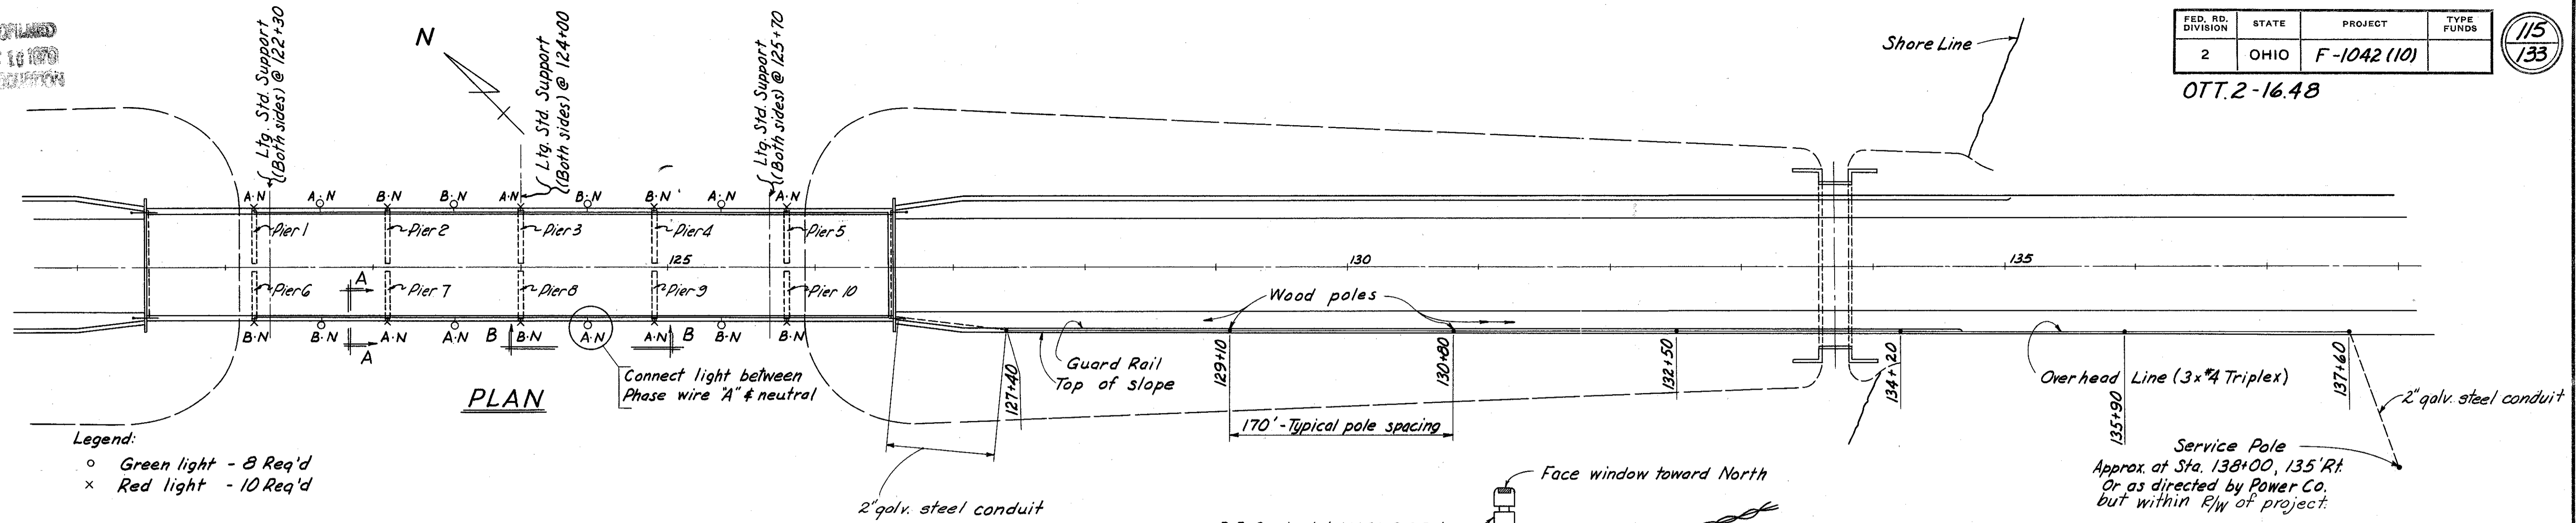 N
Ltg. Std. Support
(Both sides) @ 122+30
Ltg. Std. Support
(Both sides) @ 124+00
Ltg. Std. Support
(Both sides) @ 125+70
Shore Line
FED. RD. DIVISION
STATE
PROJECT
TYPE FUNDS
2
OHIO
F-1042(10)
115
133
OTT. 2-16.48
A·N
A·N
B·N
B·N
A·N
B·N
B·N
A·N
A·N
Pier 1
Pier 2
Pier 3
Pier 4
Pier 5
125
130
135
A
Pier 6
Pier 7
Pier 8
Pier 9
Pier 10
Wood poles
B·N
B·N
A·N
A·N
B
B·N
A·N
A·N
B
B·N
B·N
A
Connect light between
Phase wire "A" & neutral
PLAN
Guard Rail
Top of slope
127+40
129+10
130+80
132+50
134+20
135+90
137+60
Overhead Line (3x#4 Triplex)
2" galv. steel conduit
170'-Typical pole spacing
Legend:
o Green light - 8 Req'd
x Red light - 10 Req'd
2" galv. steel conduit
Face window toward North
Service Pole
Approx. at Sta. 138+00, 135' Rt.
Or as directed by Power Co.
but within R/W of project.